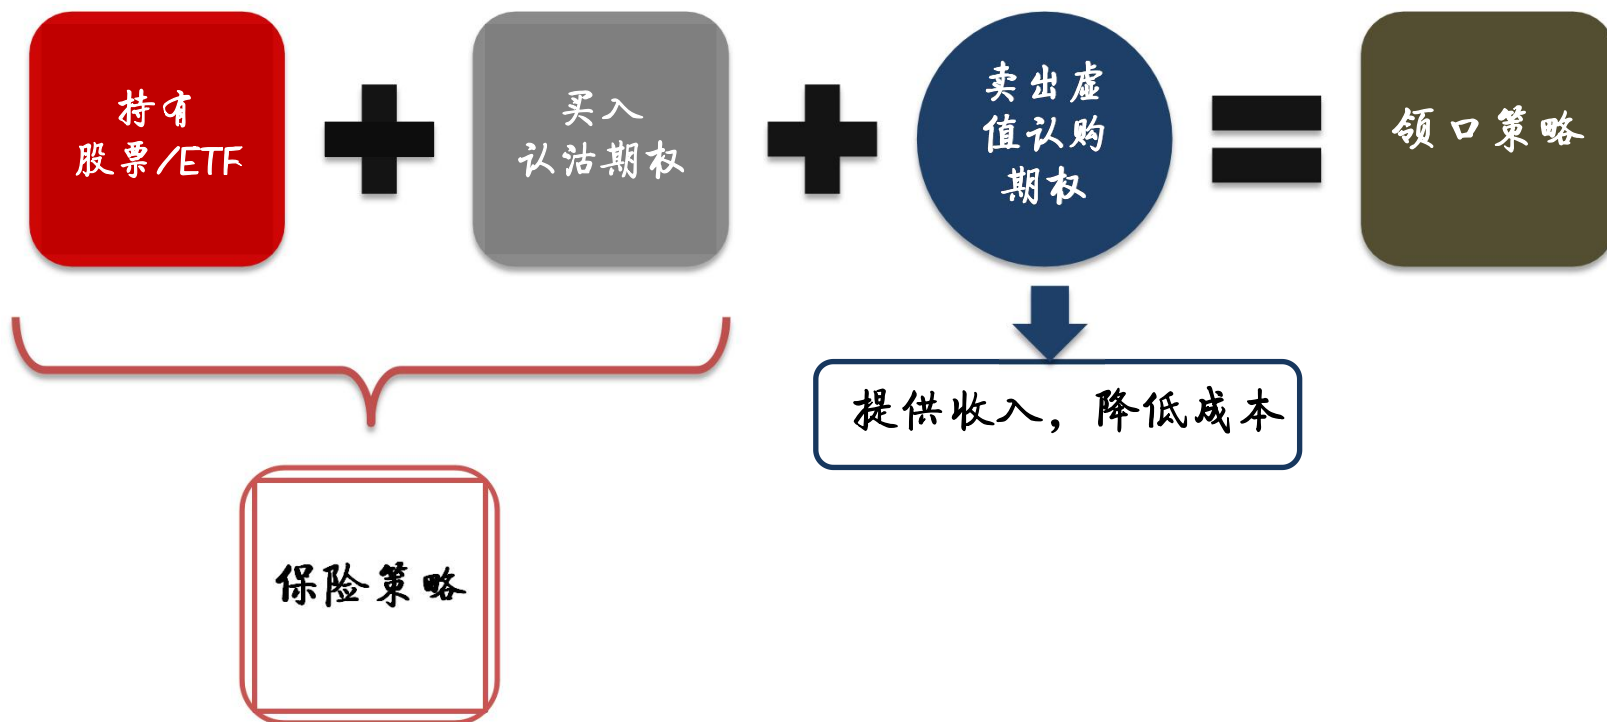 持有
股票/ETF
买入
认沽期权
卖出虚
值认购
期权
领口策略
提供收入，降低成本
保险策略